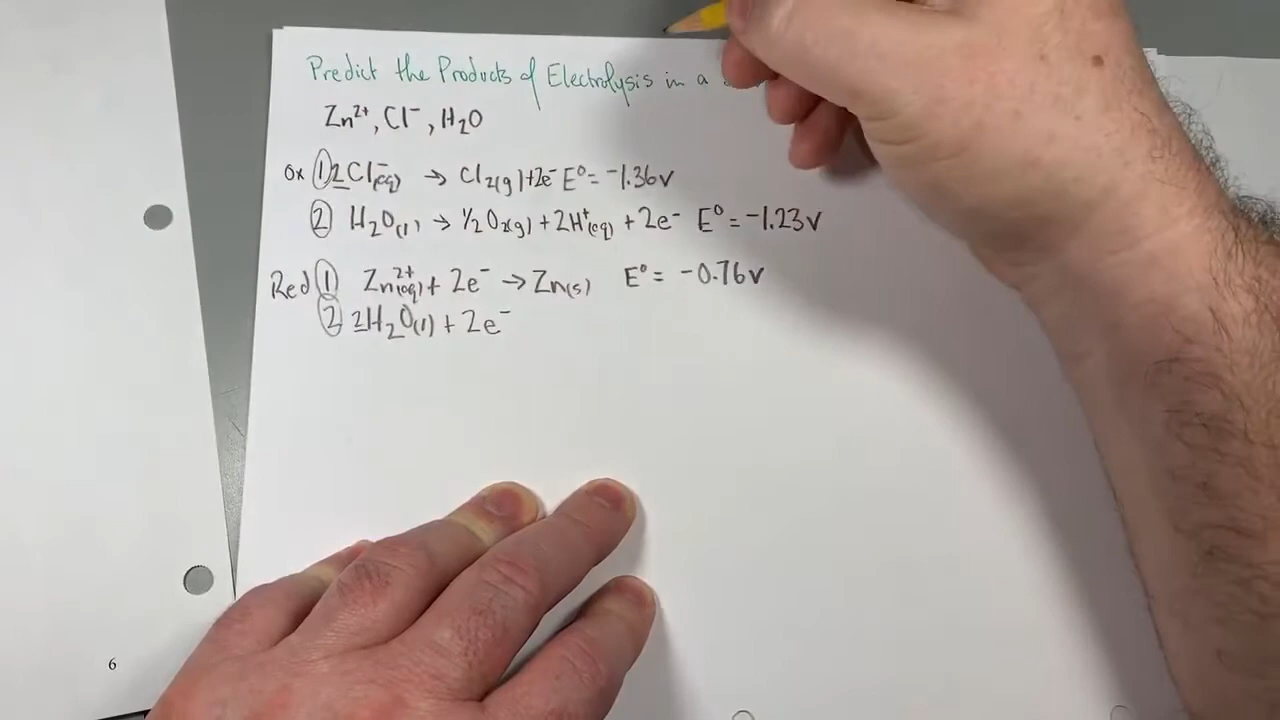 Predict the Products of Electrolysis in a
Zn²⁺, Cl⁻, H₂O
Ox ① 2Cl⁻(aq) → Cl₂(g) + 2e⁻ E° = -1.36v
② H₂O(l) → ½O₂(g) + 2H⁺(aq) + 2e⁻ E° = -1.23v
Red ① Zn²⁺(aq) + 2e⁻ → Zn(s) E° = -0.76v
② 2H₂O(l) + 2e⁻
6